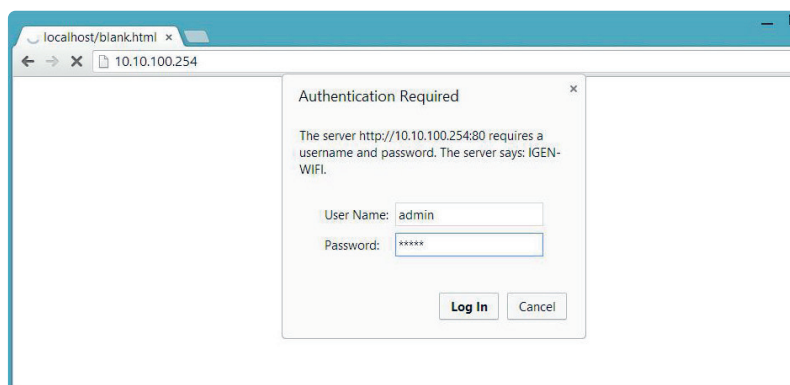 localhost/blank.html ×
10.10.100.254
Authentication Required ×
The server http://10.10.100.254:80 requires a
username and password. The server says: IGEN-
WIFI.
User Name: admin
Password: *****
Log In Cancel